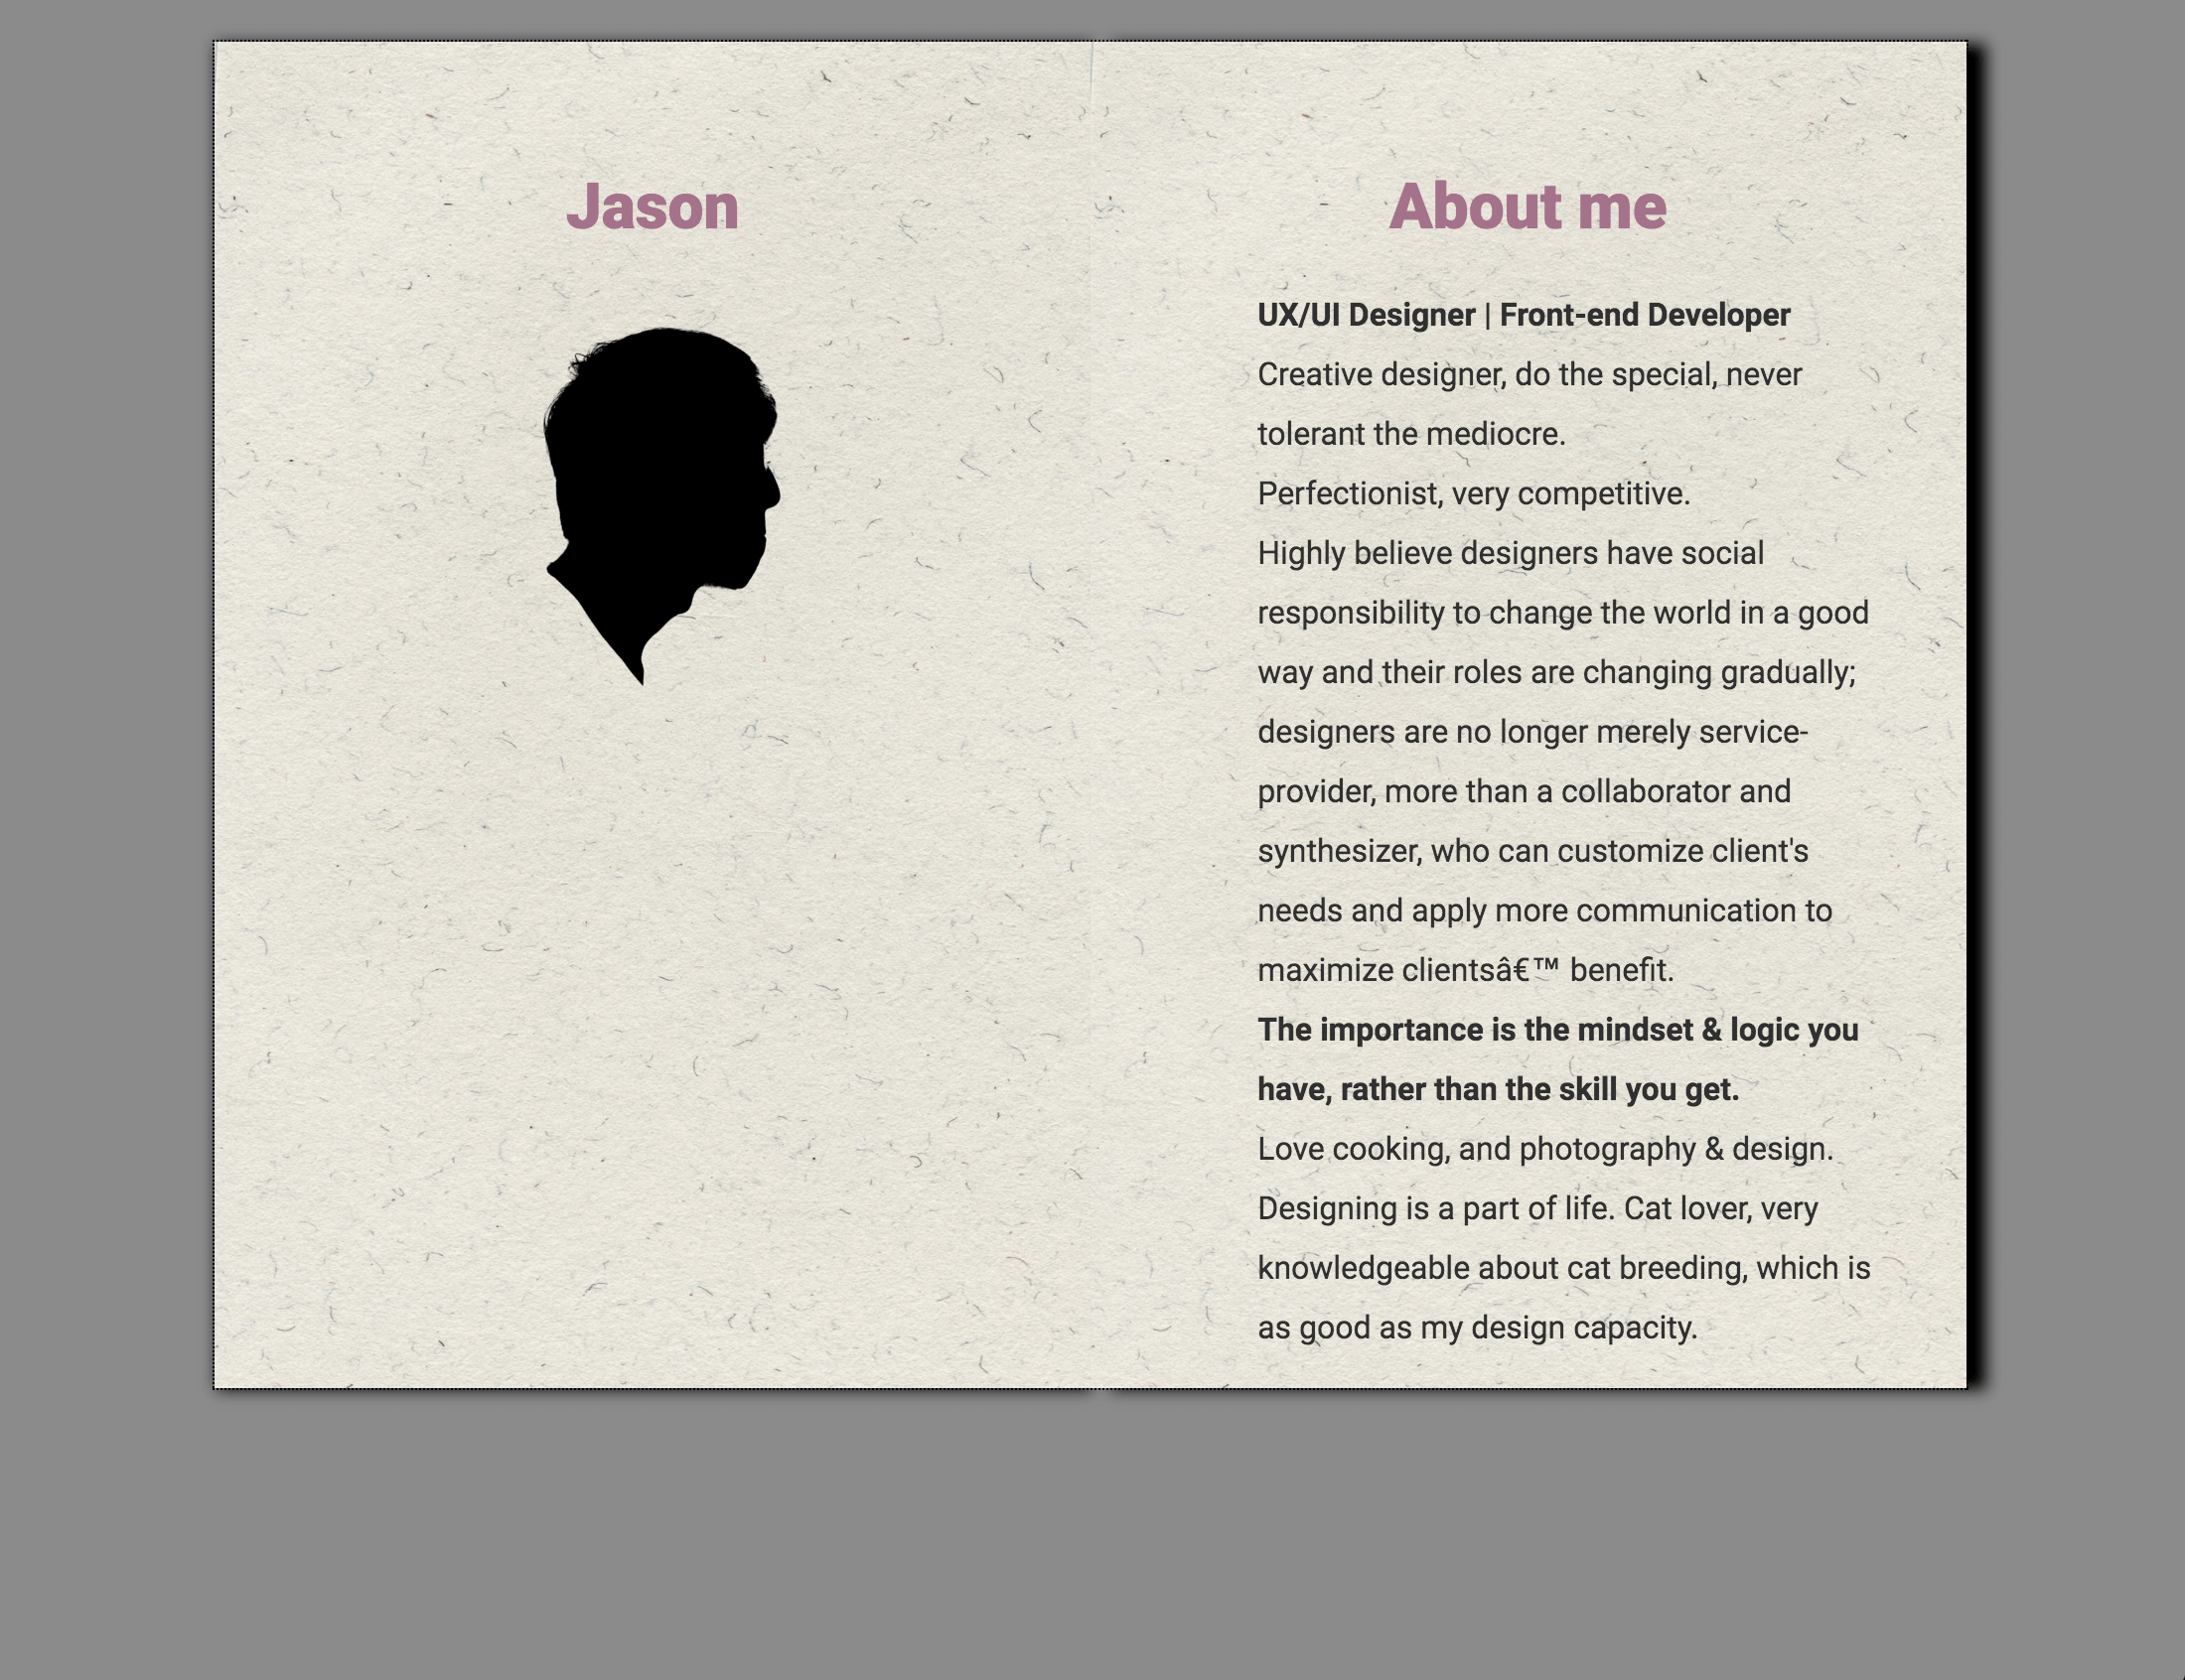 Jason
About me
UX/UI Designer | Front-end Developer
Creative designer, do the special, never
tolerant the mediocre.
Perfectionist, very competitive.
Highly believe designers have social
responsibility to change the world in a good
way and their roles are changing gradually;
designers are no longer merely service-
provider, more than a collaborator and
synthesizer, who can customize client's
needs and apply more communication to
maximize clientsâ€™ benefit.
The importance is the mindset & logic you
have, rather than the skill you get.
Love cooking, and photography & design.
Designing is a part of life. Cat lover, very
knowledgeable about cat breeding, which is
as good as my design capacity.